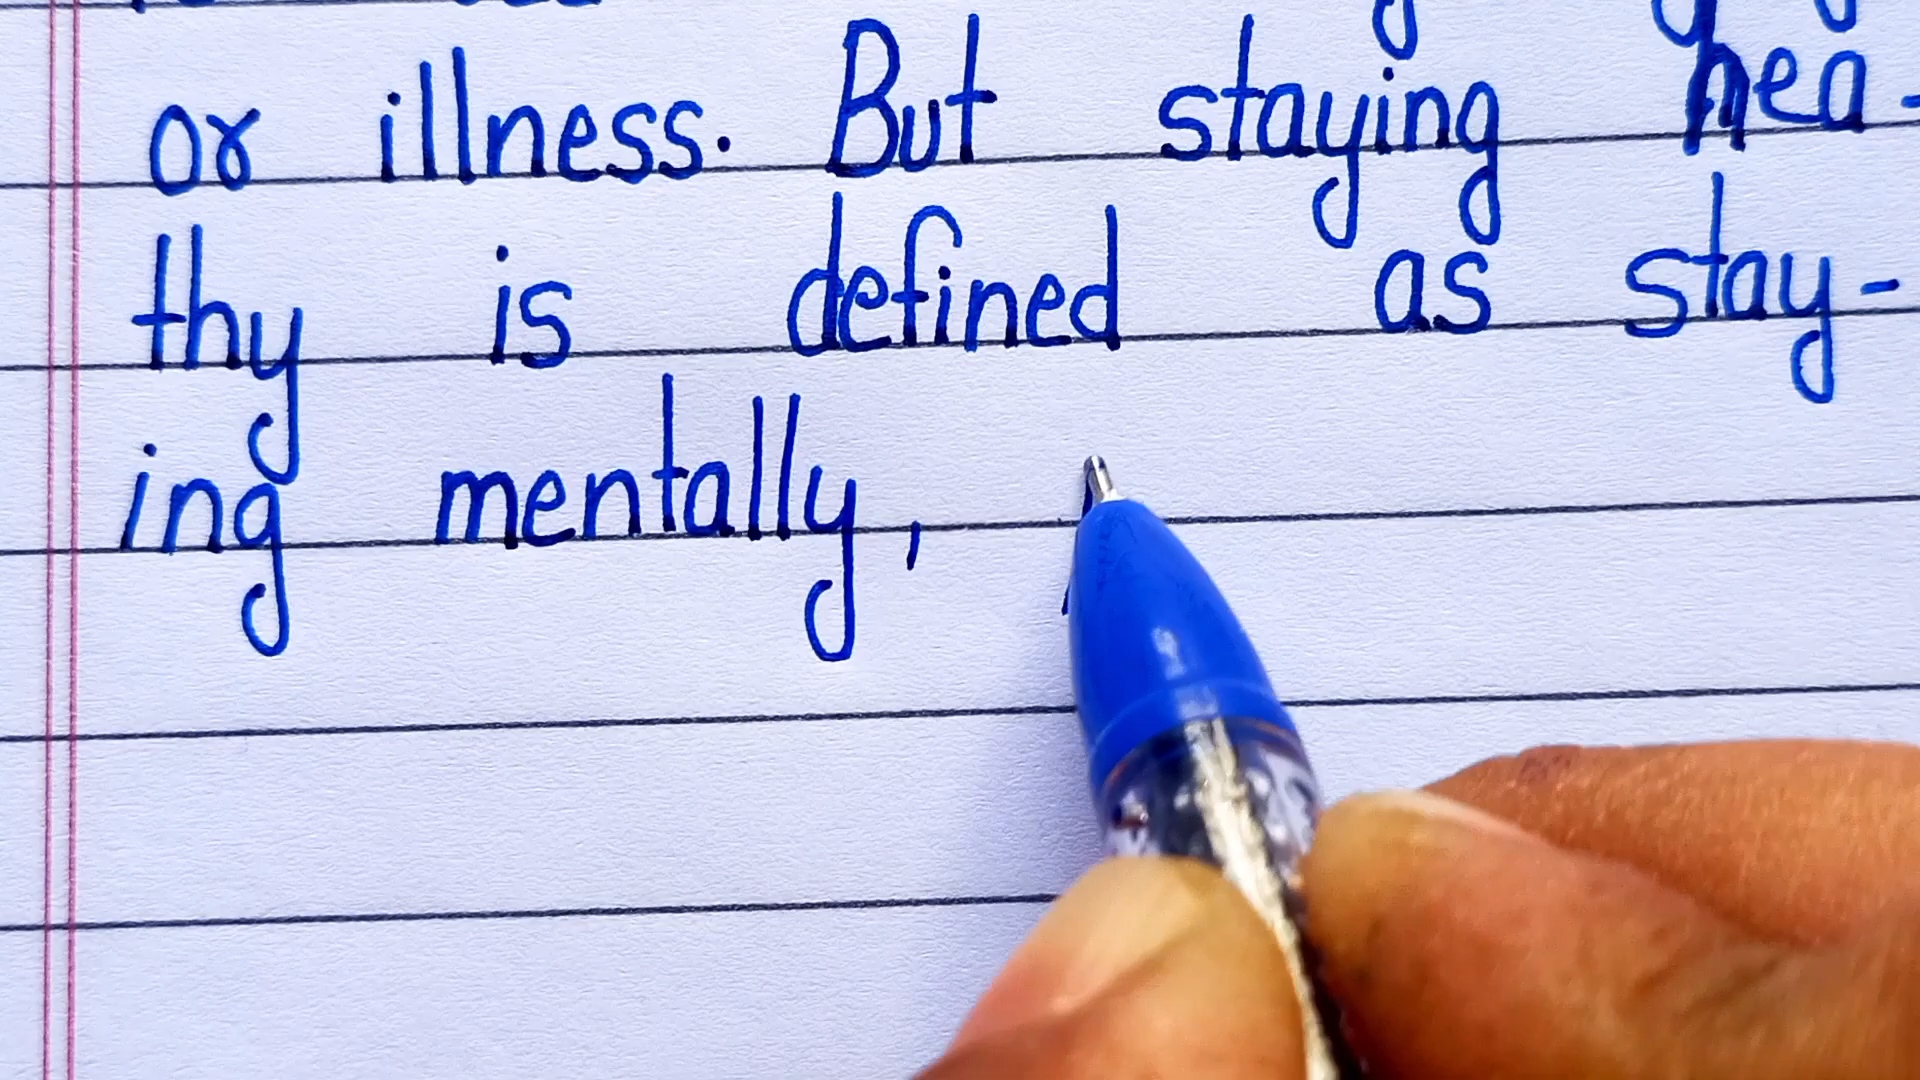 or illness. But staying hea-
thy is defined as stay-
ing mentally,